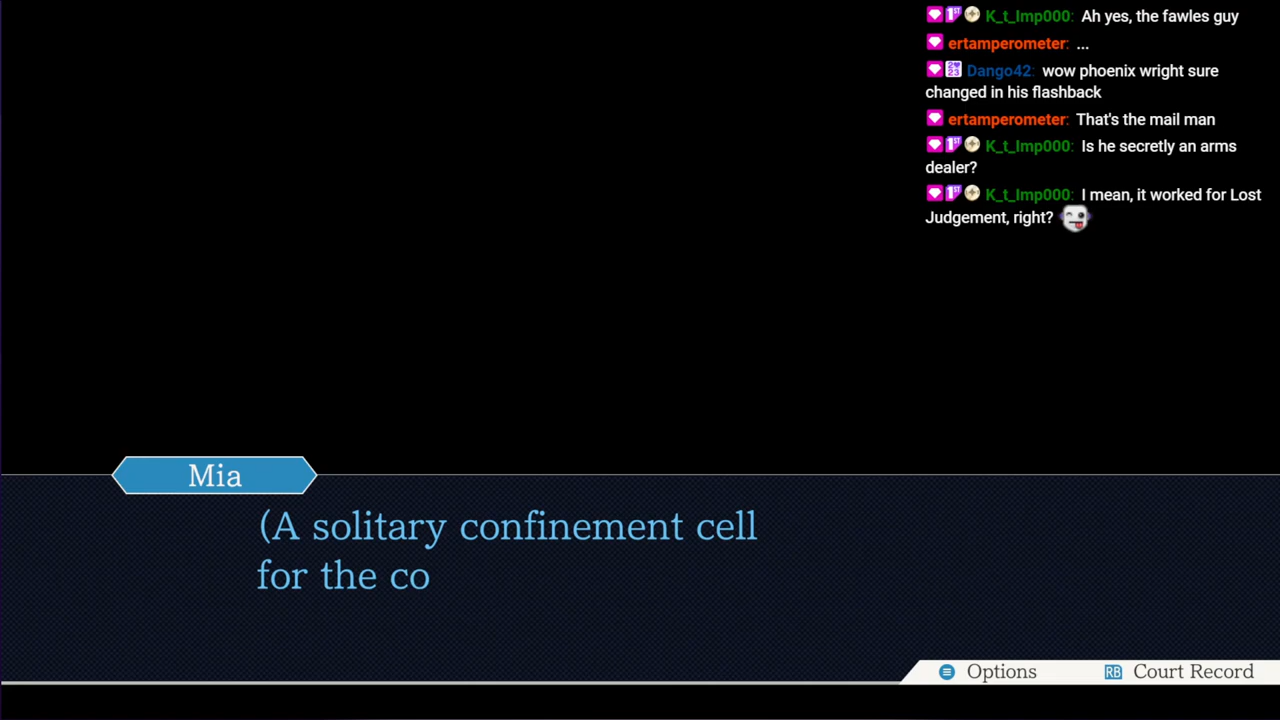 K_t_Imp000: Ah yes, the fawles guy
ertamperometer: ...
Dango42: wow phoenix wright sure
changed in his flashback
ertamperometer: That's the mail man
K_t_Imp000: Is he secretly an arms
dealer?
K_t_Imp000: I mean, it worked for Lost
Judgement, right?
Mia
(A solitary confinement cell
for the co
Options
RB Court Record